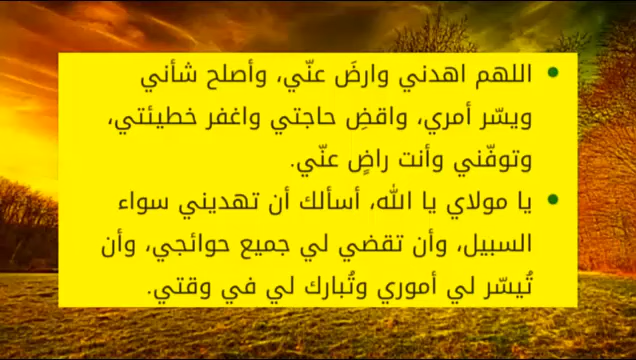 • اللهم اهدني وارضَ عنّي، وأصلح شأني
ويسّر أمري، واقضِ حاجتي واغفر خطيئتي،
وتوفّني وأنت راضٍ عنّي.
• يا مولاي يا الله، أسألك أن تهديني سواء
السبيل، وأن تقضي لي جميع حوائجي، وأن
تُيسّر لي أموري وتُبارك لي في وقتي.